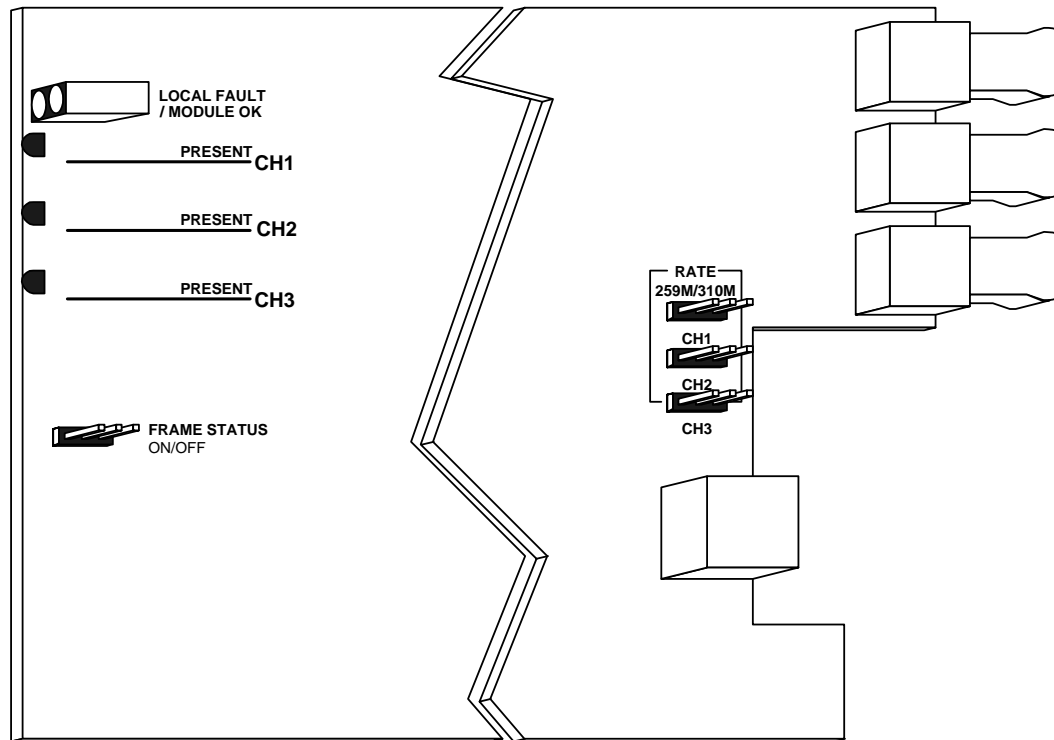 LOCAL FAULT
/ MODULE OK
PRESENT CH1
PRESENT CH2
PRESENT CH3
FRAME STATUS
ON/OFF
RATE
259M/310M
CH1
CH2
CH3